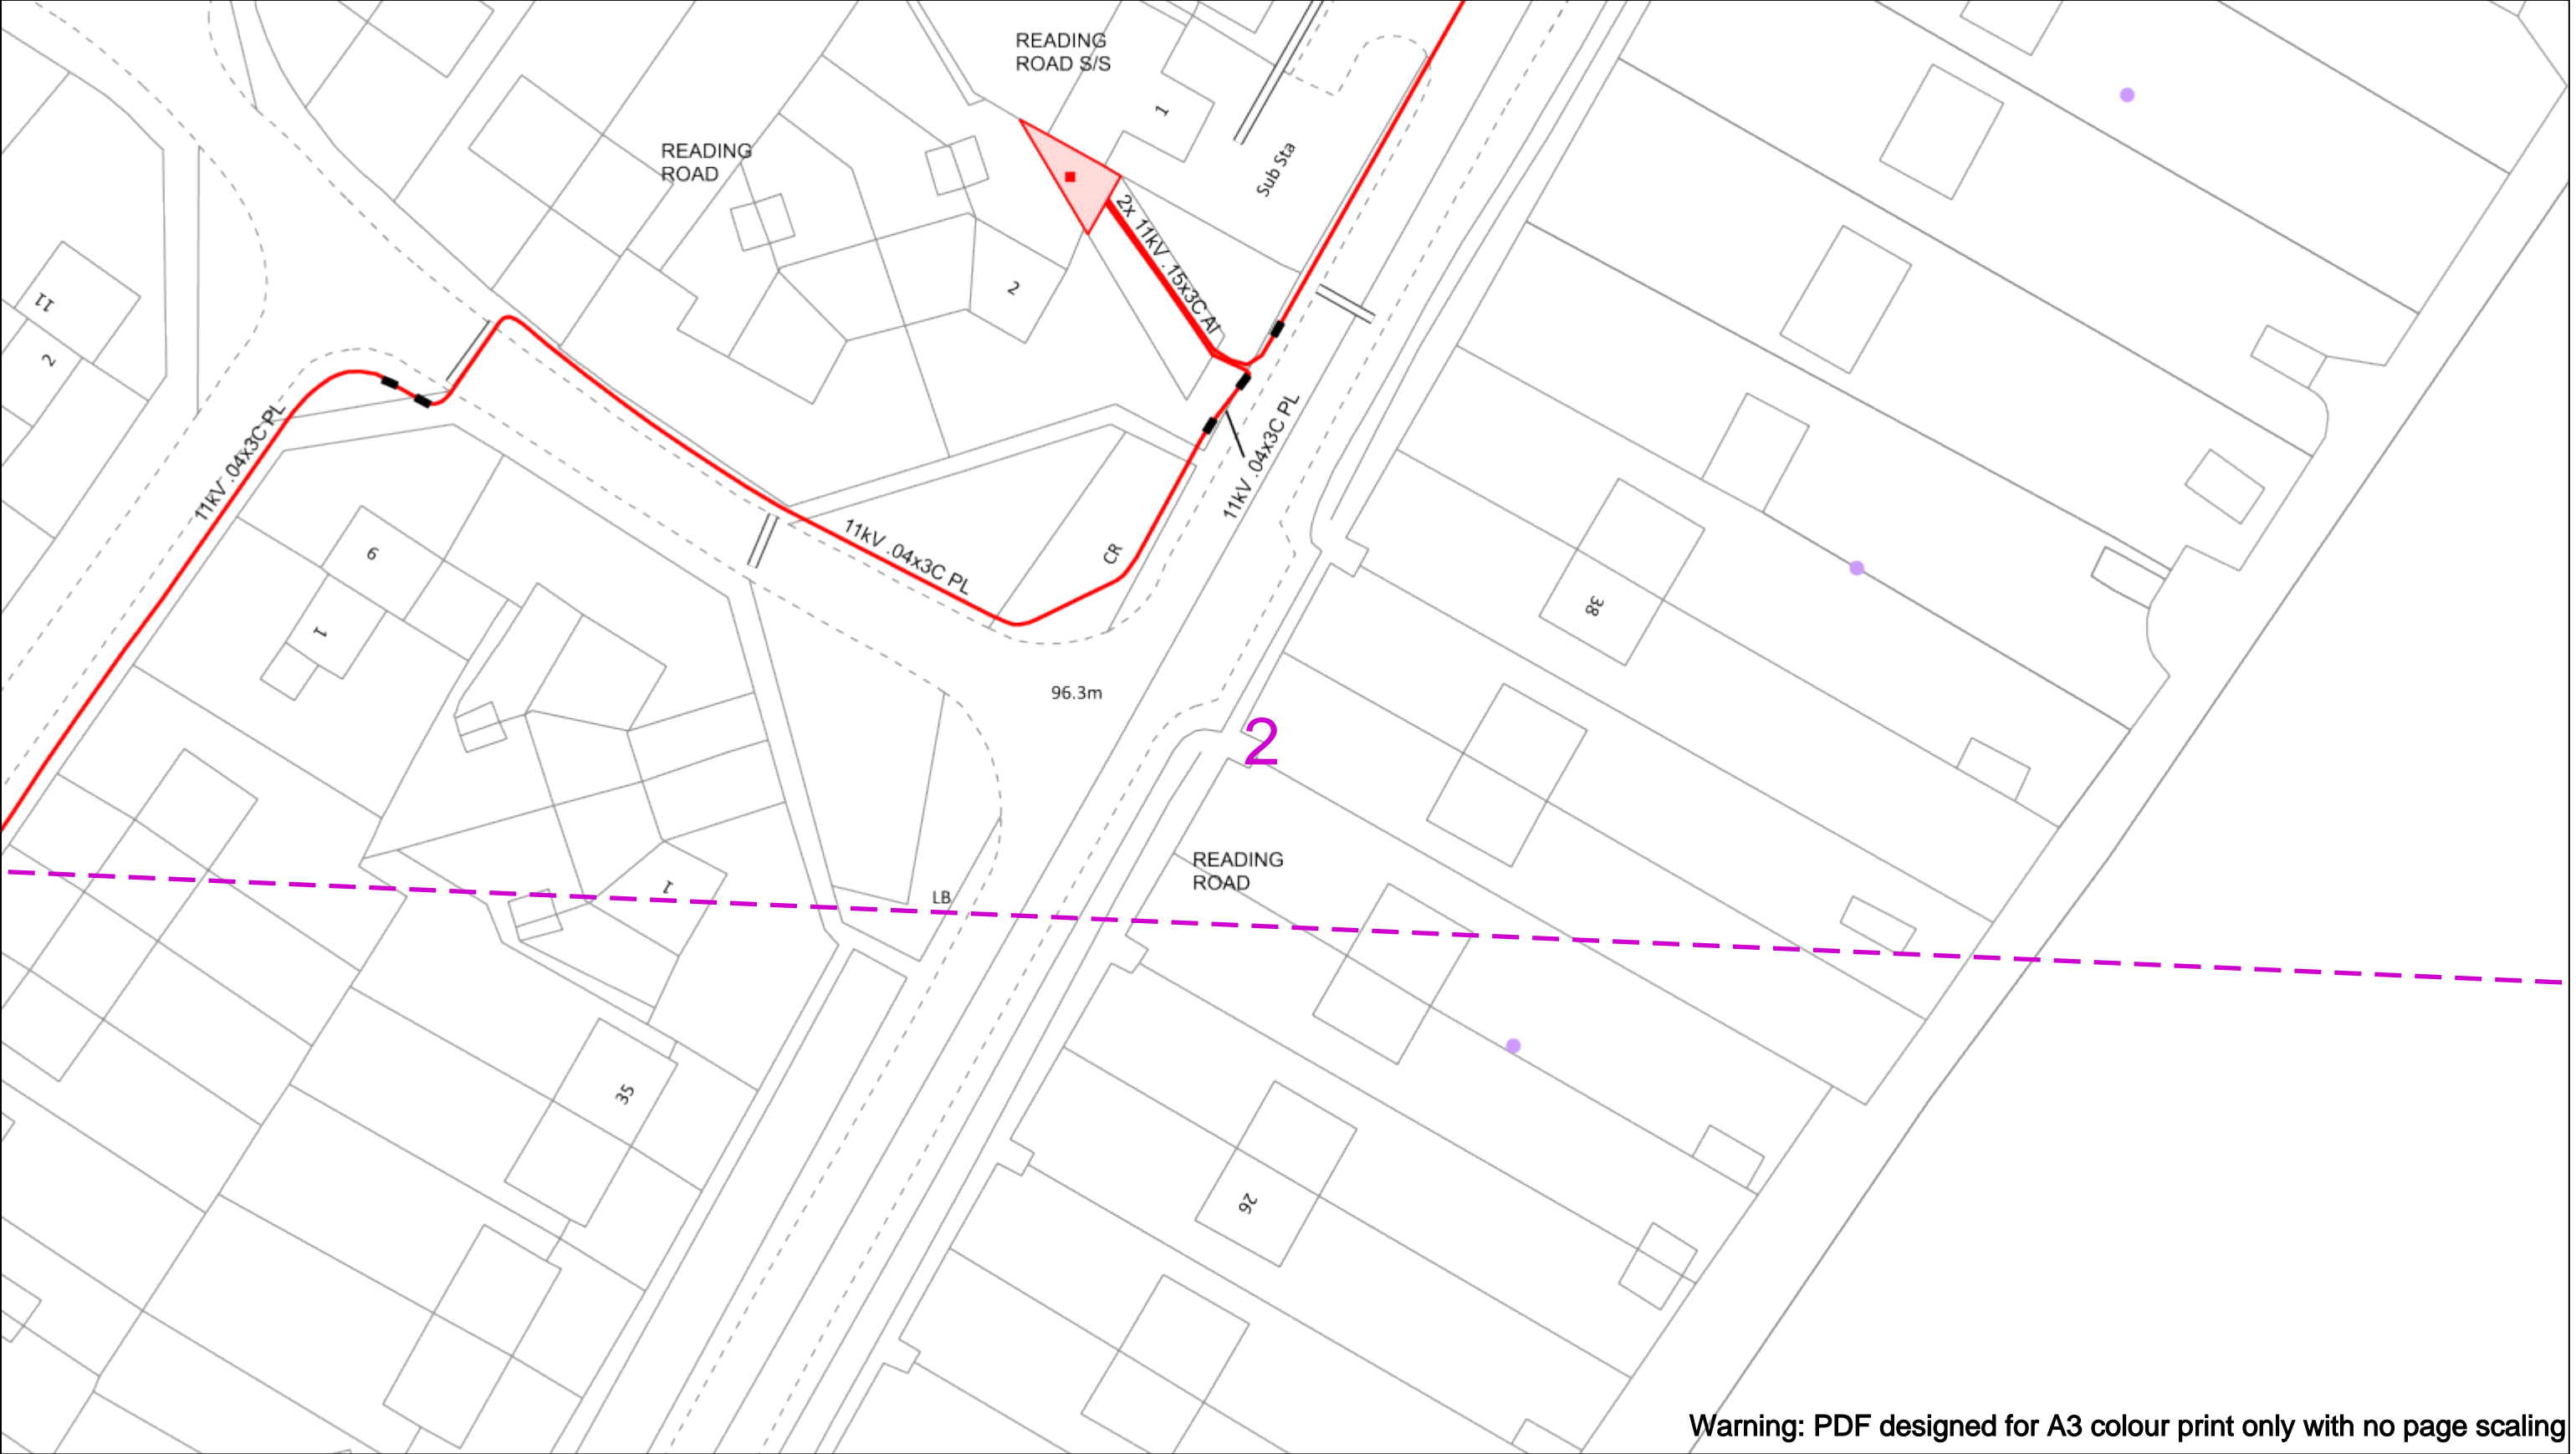 READING
ROAD S/S
1
READING
ROAD
Sub Sta
2x 11kV .15x3C Al
2
11
2
11kV .04x3C PL
11kV .04x3C PL
11kV .04x3C PL
CR
9
1
38
96.3m
2
READING
ROAD
1
LB
35
26
Warning: PDF designed for A3 colour print only with no page scaling